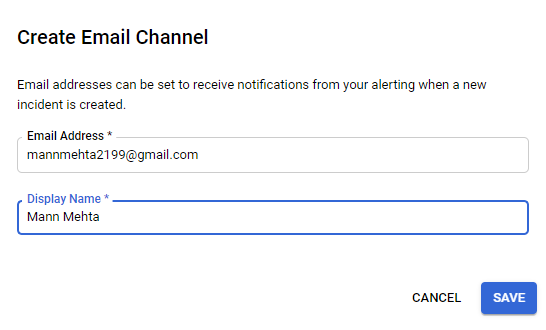 Create Email Channel
Email addresses can be set to receive notifications from your alerting when a new
incident is created.
Email Address *
mannmehta2199@gmail.com
Display Name *
Mann Mehta
CANCEL SAVE